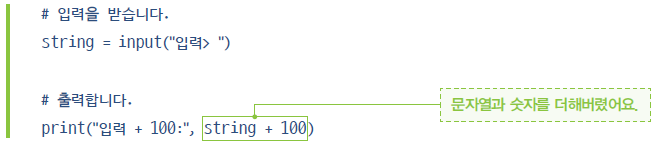 # 입력을 받습니다.
string = input("입력> ")
# 출력합니다.
print("입력 + 100:", string + 100)
문자열과 숫자를 더해버렸어요.